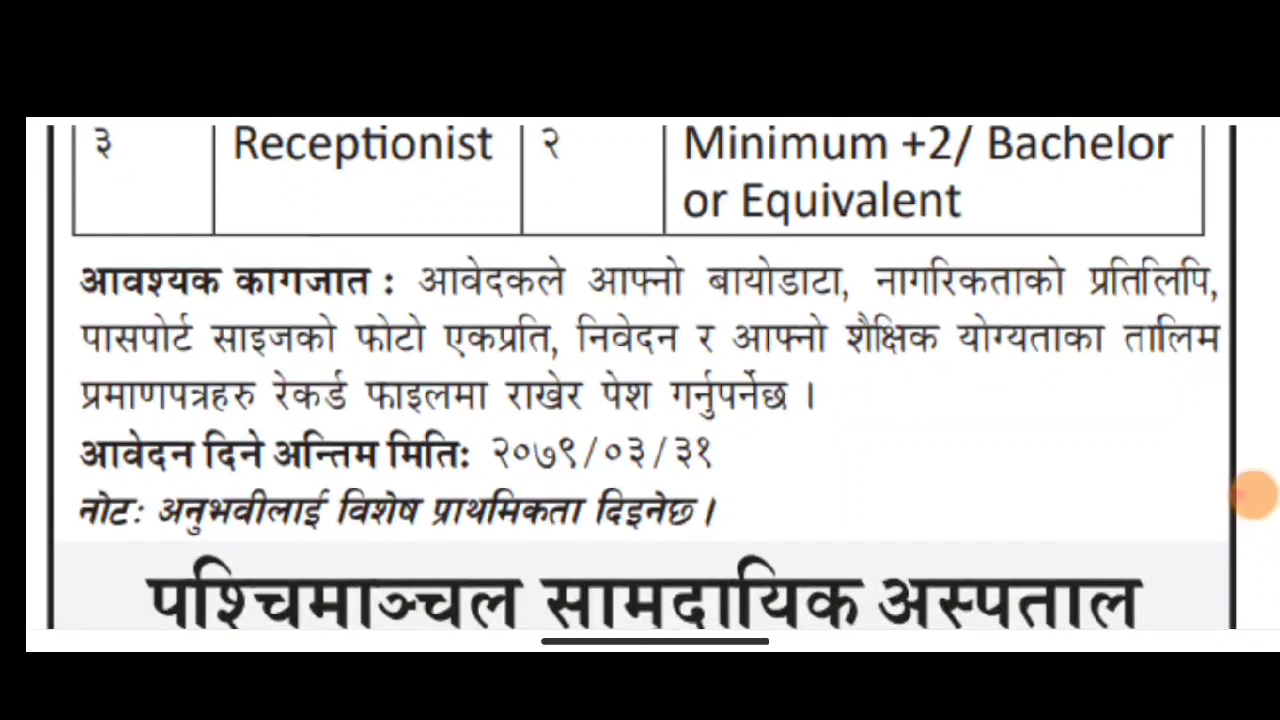 ३ Receptionist २ Minimum +2/ Bachelor
or Equivalent
आवश्यक कागजात : आवेदकले आफ्नो बायोडाटा, नागरिकताको प्रतिलिपि,
पासपोर्ट साइजको फोटो एकप्रति, निवेदन र आफ्नो शैक्षिक योग्यताका तालिम
प्रमाणपत्रहरु रेकर्ड फाइलमा राखेर पेश गर्नुपर्नेछ ।
आवेदन दिने अन्तिम मितिः २०७९/०३/३१
नोटः अनुभवीलाई विशेष प्राथमिकता दिइनेछ ।
पश्चिमाञ्चल सामुदायिक अस्पताल